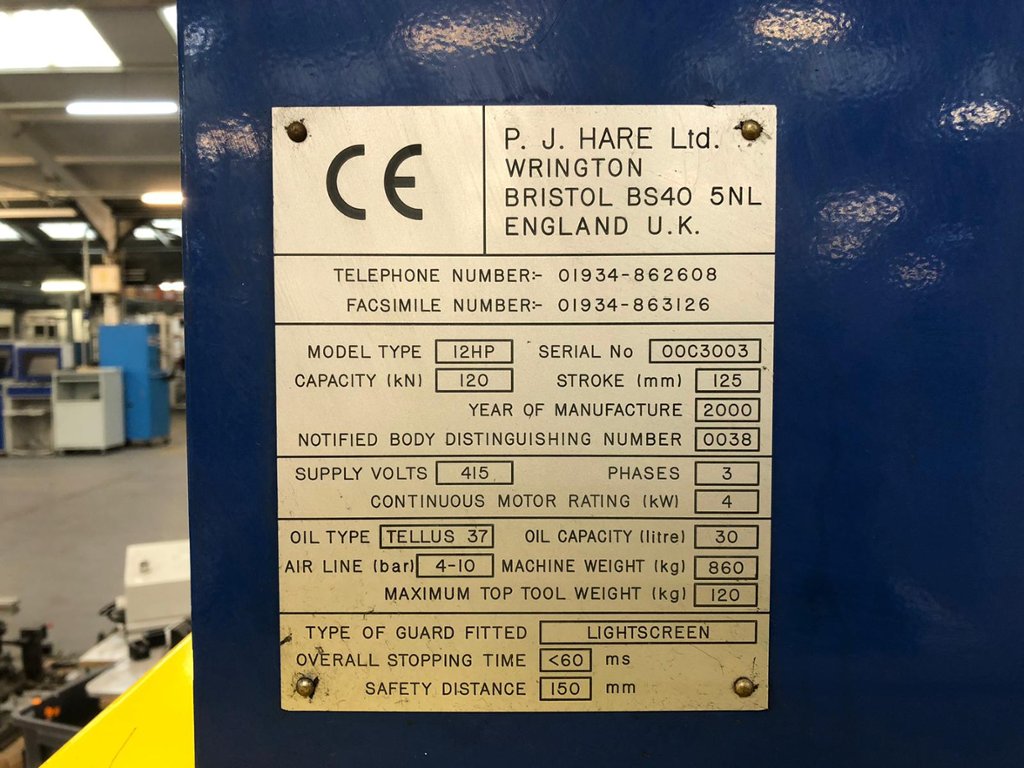 CE
P. J. HARE Ltd.
WRINGTON
BRISTOL BS40 5NL
ENGLAND U.K.
TELEPHONE NUMBER:- 01934-862608
FACSIMILE NUMBER:- 01934-863126
MODEL TYPE 12HP SERIAL No 00C3003
CAPACITY (kN) 120 STROKE (mm) 125
YEAR OF MANUFACTURE 2000
NOTIFIED BODY DISTINGUISHING NUMBER 0038
SUPPLY VOLTS 415 PHASES 3
CONTINUOUS MOTOR RATING (kW) 4
OIL TYPE TELLUS 37 OIL CAPACITY (litre) 30
AIR LINE (bar) 4-10 MACHINE WEIGHT (kg) 860
MAXIMUM TOP TOOL WEIGHT (kg) 120
TYPE OF GUARD FITTED LIGHTSCREEN
OVERALL STOPPING TIME <60 ms
SAFETY DISTANCE 150 mm